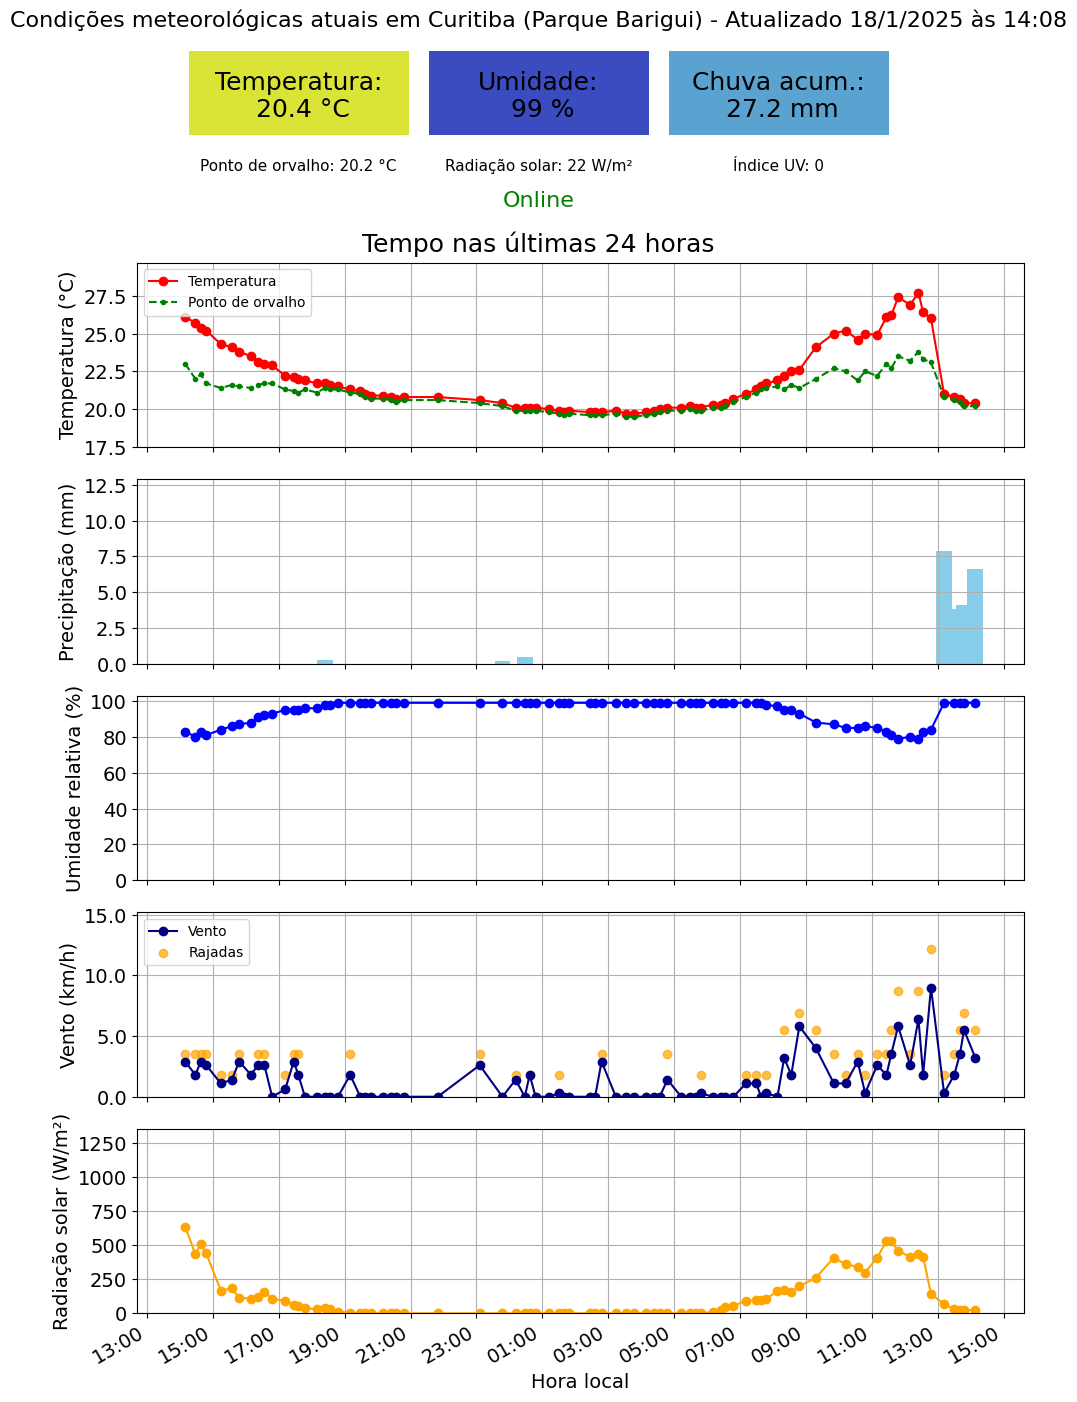 Condições meteorológicas atuais em Curitiba (Parque Barigui) - Atualizado 18/1/2025 às 14:08
Temperatura:
20.4 °C
Umidade:
99 %
Chuva acum.:
27.2 mm
Ponto de orvalho: 20.2 °C
Radiação solar: 22 W/m²
Índice UV: 0
Online
Tempo nas últimas 24 horas
Temperatura (°C)
27.5
25.0
22.5
20.0
17.5
Temperatura
Ponto de orvalho
Precipitação (mm)
12.5
10.0
7.5
5.0
2.5
0.0
Umidade relativa (%)
100
80
60
40
20
0
Vento (km/h)
15.0
10.0
5.0
0.0
Vento
Rajadas
Radiação solar (W/m²)
1250
1000
750
500
250
0
13:00
15:00
17:00
19:00
21:00
23:00
01:00
03:00
05:00
07:00
09:00
11:00
13:00
15:00
Hora local